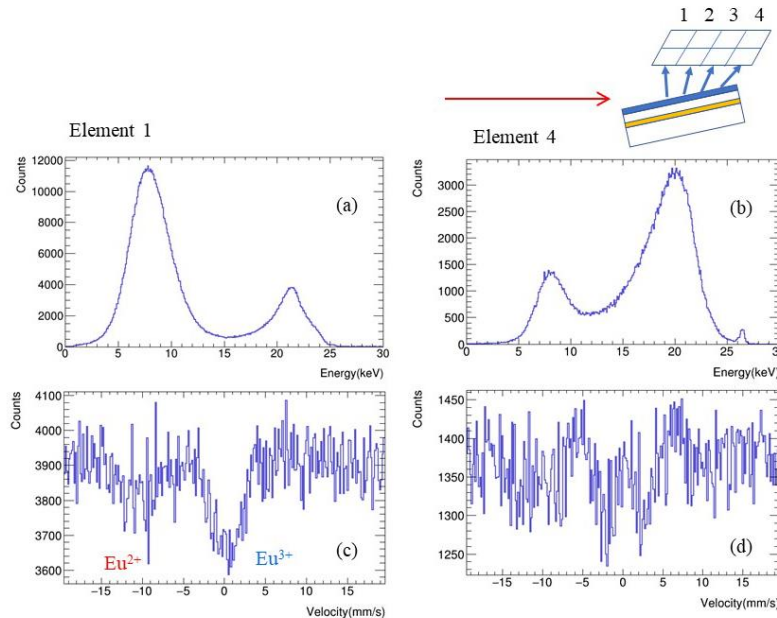 1 2 3 4
Element 1
Element 4
Counts
12000
10000
8000
6000
4000
2000
0
(a)
0 5 10 15 20 25 30
Energy(keV)
Counts
3000
2500
2000
1500
1000
500
0
(b)
0 5 10 15 20 25
Energy(keV)
Counts
4100
4000
3900
3800
3700
3600
Eu2+
Eu3+
(c)
−15 −10 −5 0 5 10 15
Velocity(mm/s)
Counts
1450
1400
1350
1300
1250
(d)
−15 −10 −5 0 5 10 15
Velocity(mm/s)